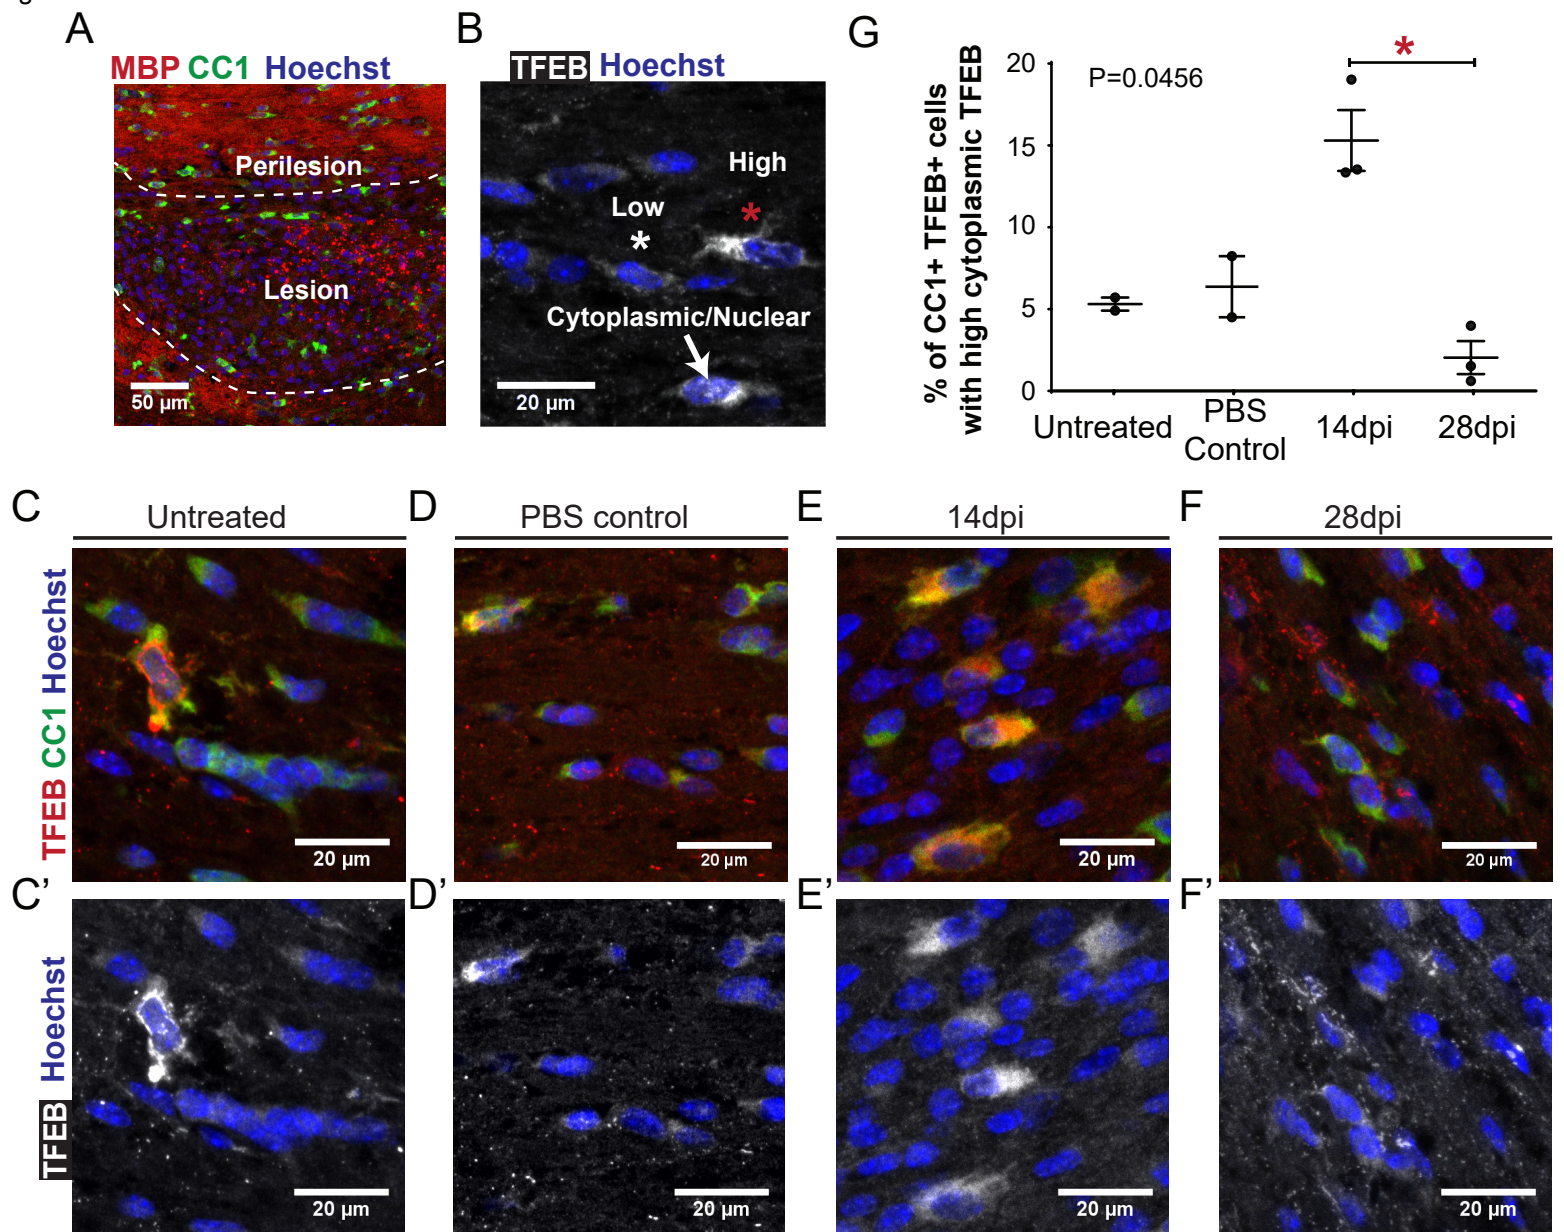 A
MBP CC1 Hoechst
Perilesion
Lesion
50 µm
B
TFEB Hoechst
High
*
Low
*
Cytoplasmic/Nuclear
20 µm
G
% of CC1+ TFEB+ cells
with high cytoplasmic TFEB
20
15
10
5
0
P=0.0456
*
Untreated
PBS
Control
14dpi
28dpi
C
Untreated
D
PBS control
E
14dpi
F
28dpi
TFEB CC1 Hoechst
20 µm
20 µm
20 µm
20 µm
C’
D’
E’
F’
TFEB Hoechst
20 µm
20 µm
20 µm
20 µm